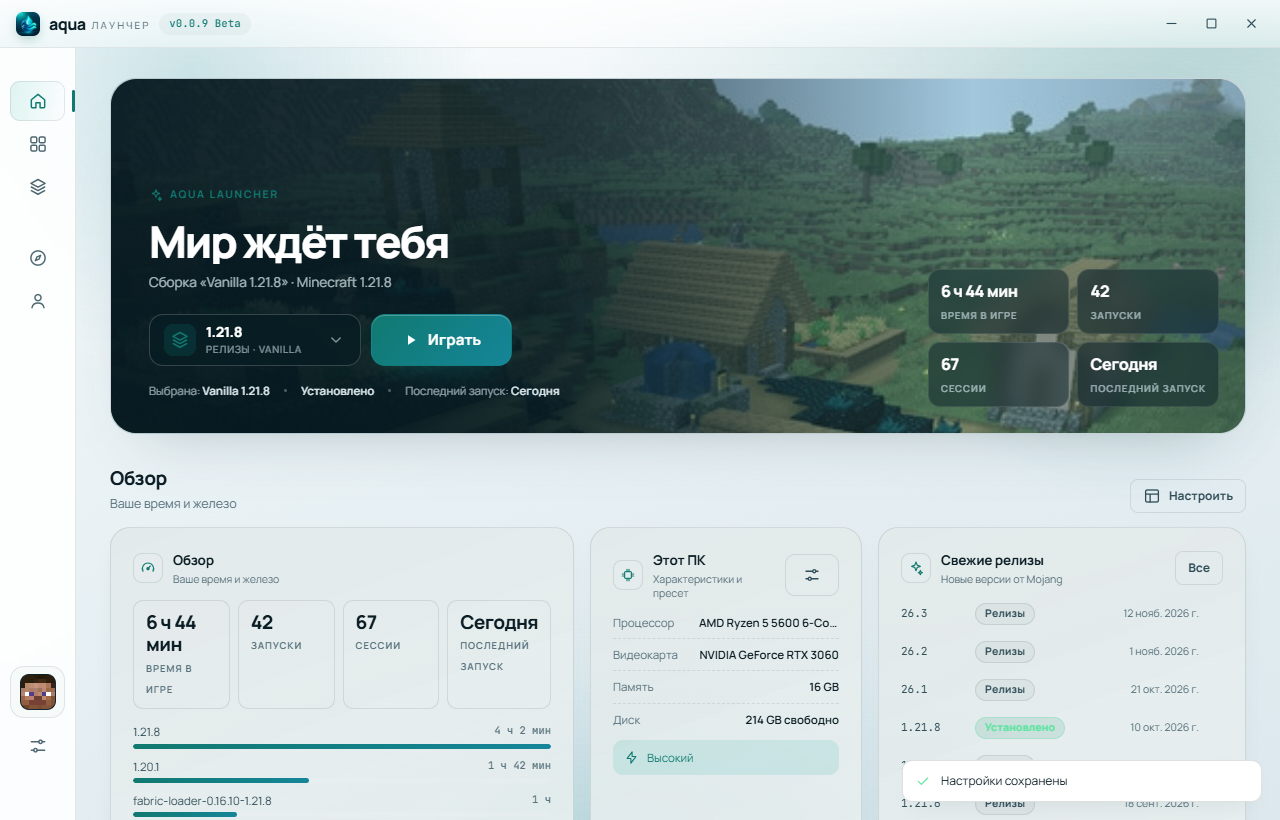 aqua ЛАУНЧЕР v0.0.9 Beta
AQUA LAUNCHER
Мир ждёт тебя
Сборка «Vanilla 1.21.8» · Minecraft 1.21.8
1.21.8
РЕЛИЗЫ · VANILLA
Играть
Выбрана: Vanilla 1.21.8 • Установлено • Последний запуск: Сегодня
6 ч 44 мин
ВРЕМЯ В ИГРЕ
42
ЗАПУСКИ
67
СЕССИИ
Сегодня
ПОСЛЕДНИЙ ЗАПУСК
Обзор
Ваше время и железо
Настроить
Обзор
Ваше время и железо
6 ч 44
мин
ВРЕМЯ В
ИГРЕ
42
ЗАПУСКИ
67
СЕССИИ
Сегодня
ПОСЛЕДНИЙ
ЗАПУСК
1.21.8 4 ч 2 мин
1.20.1 1 ч 42 мин
fabric-loader-0.16.10-1.21.8 1 ч
Этот ПК
Характеристики и
пресет
Процессор AMD Ryzen 5 5600 6-Co...
Видеокарта NVIDIA GeForce RTX 3060
Память 16 GB
Диск 214 GB свободно
Высокий
Свежие релизы
Новые версии от Mojang
Все
26.3 Релизы 12 нояб. 2026 г.
26.2 Релизы 1 нояб. 2026 г.
26.1 Релизы 21 окт. 2026 г.
1.21.8 Установлено 10 окт. 2026 г.
Настройки сохранены
1.21.6 Релизы 18 сент. 2026 г.